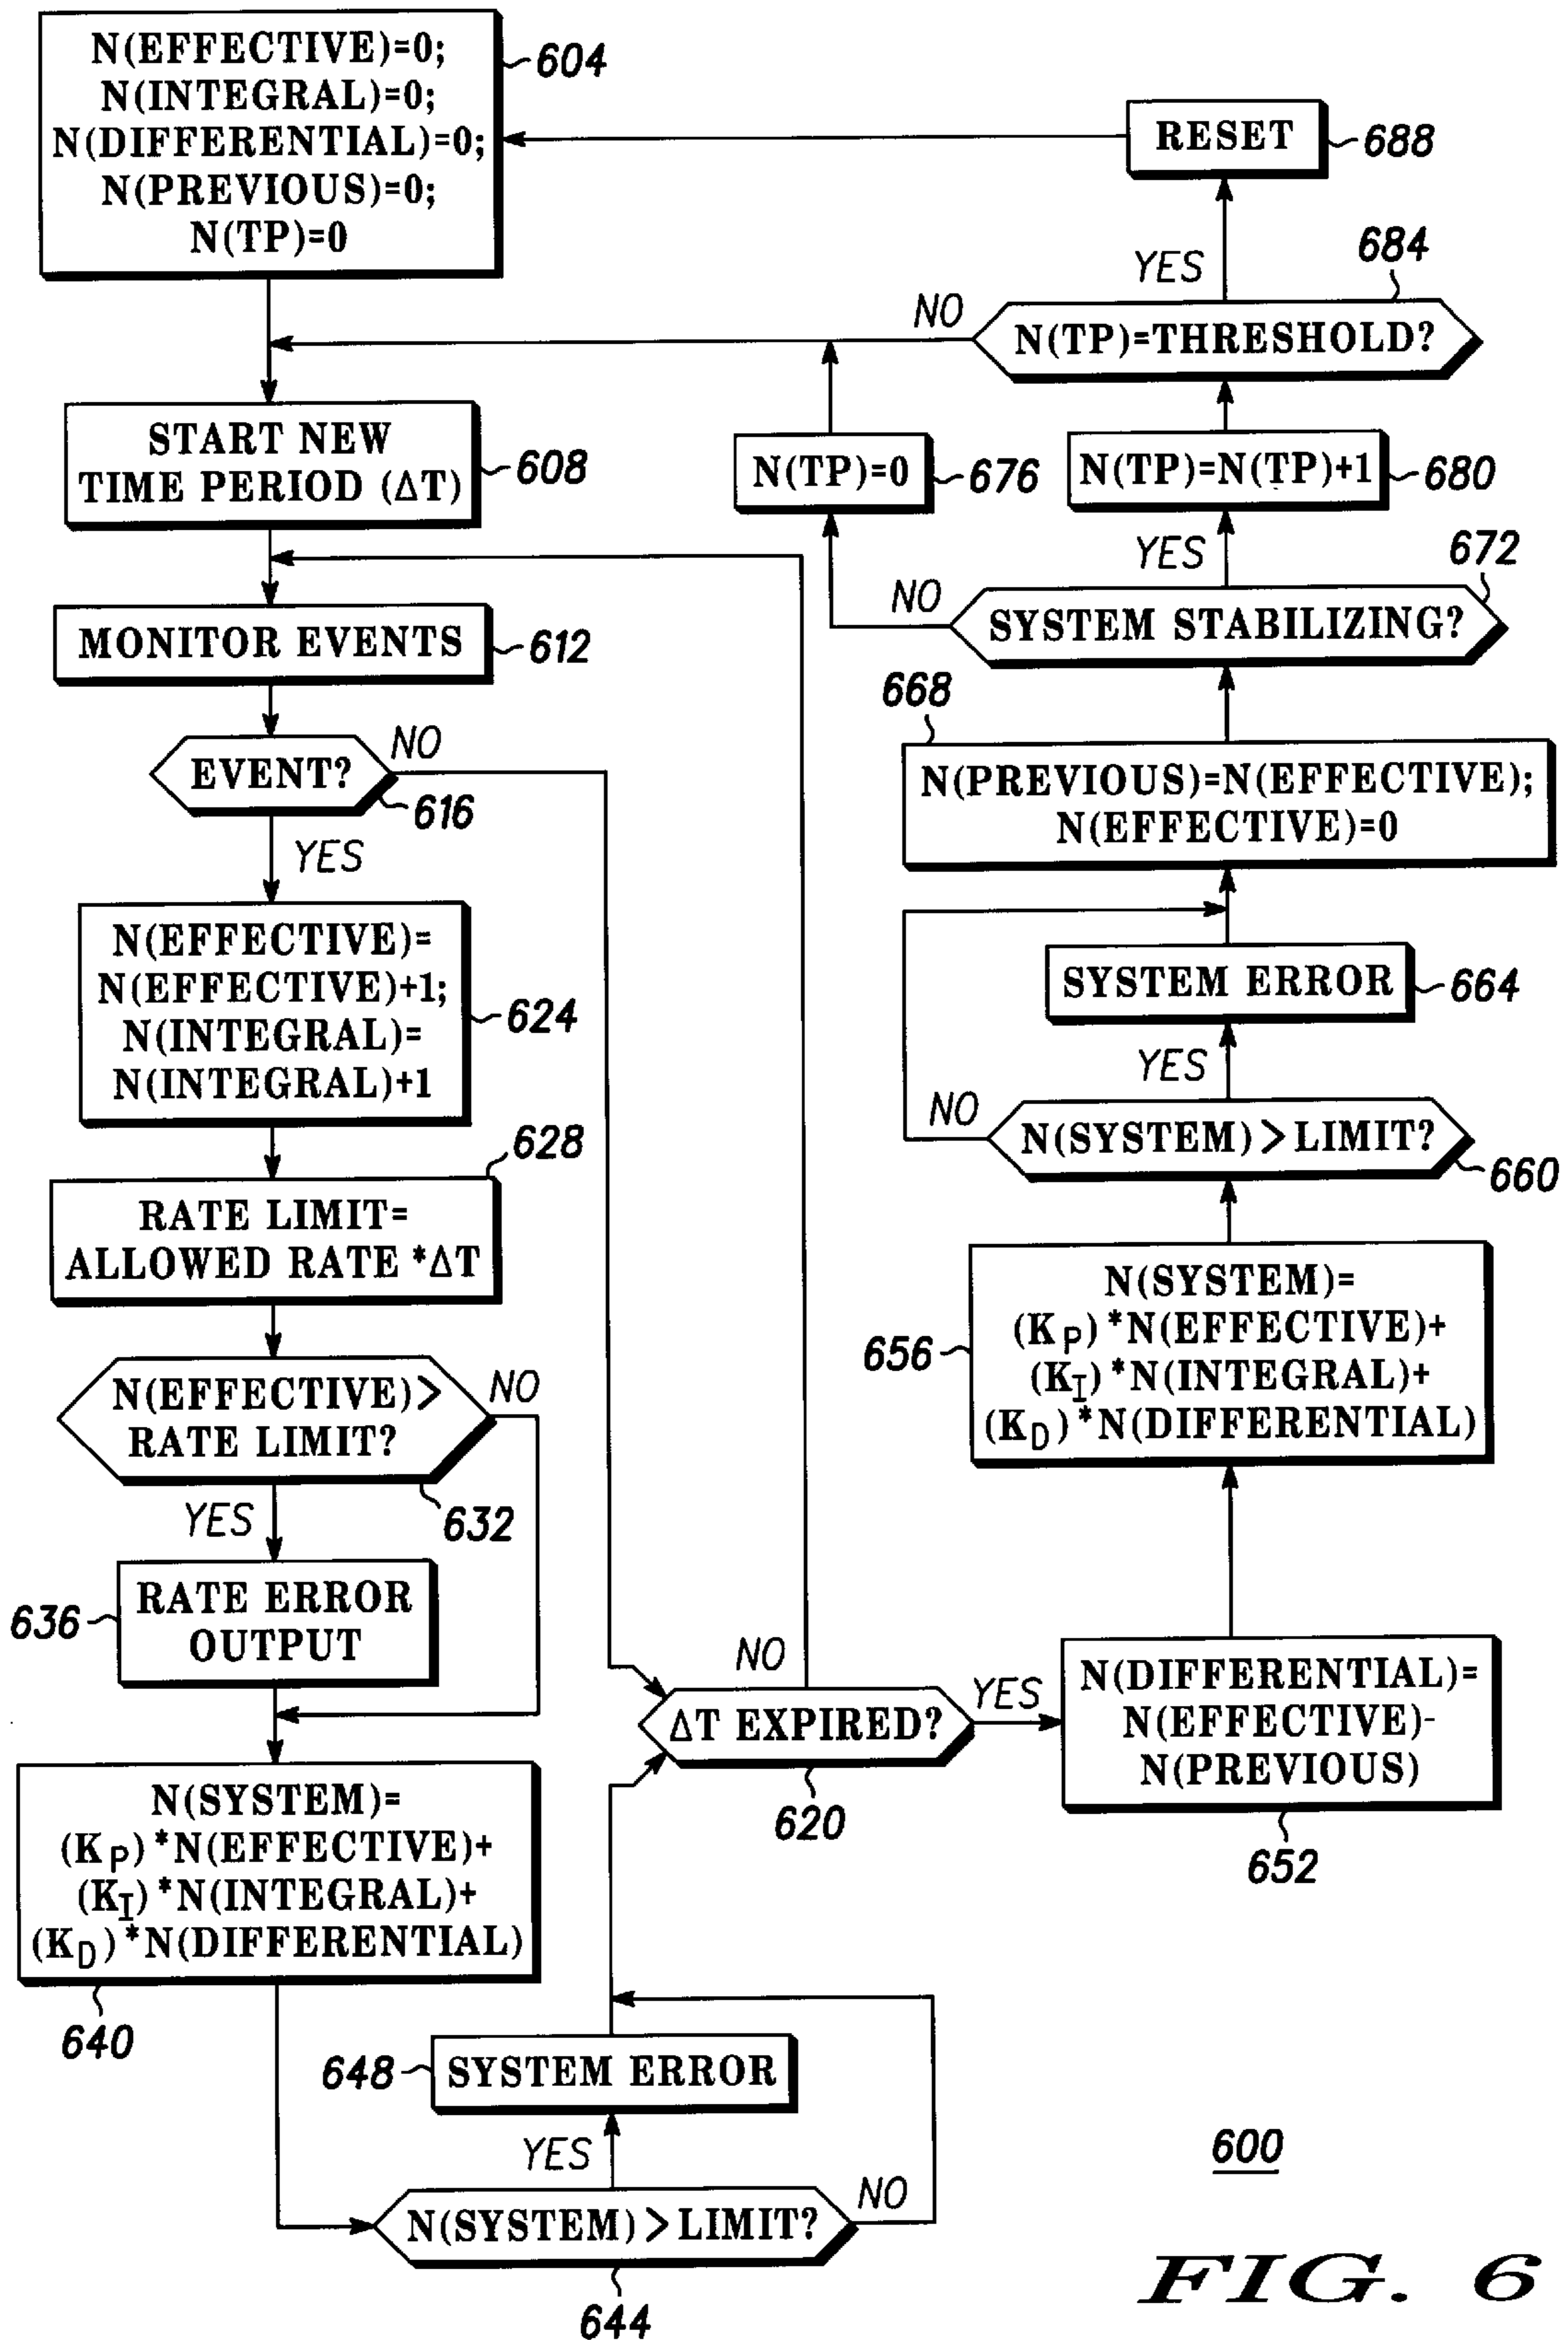 N(EFFECTIVE)=0;
N(INTEGRAL)=0;
N(DIFFERENTIAL)=0;
N(PREVIOUS)=0;
N(TP)=0
604
RESET
688
YES
684
NO
N(TP)=THRESHOLD?
START NEW
TIME PERIOD (ΔT)
608
N(TP)=0
676
N(TP)=N(TP)+1
680
YES
672
NO
SYSTEM STABILIZING?
MONITOR EVENTS
612
668
EVENT?
NO
616
YES
N(PREVIOUS)=N(EFFECTIVE);
N(EFFECTIVE)=0
N(EFFECTIVE)=
N(EFFECTIVE)+1;
N(INTEGRAL)=
N(INTEGRAL)+1
624
SYSTEM ERROR
664
YES
NO
N(SYSTEM)>LIMIT?
660
628
RATE LIMIT=
ALLOWED RATE *ΔT
N(SYSTEM)=
(KP)*N(EFFECTIVE)+
(KI)*N(INTEGRAL)+
(KD)*N(DIFFERENTIAL)
656
N(EFFECTIVE)>
RATE LIMIT?
NO
632
YES
RATE ERROR
OUTPUT
636
NO
ΔT EXPIRED?
YES
620
N(DIFFERENTIAL)=
N(EFFECTIVE)-
N(PREVIOUS)
652
N(SYSTEM)=
(KP)*N(EFFECTIVE)+
(KI)*N(INTEGRAL)+
(KD)*N(DIFFERENTIAL)
640
648
SYSTEM ERROR
YES
NO
N(SYSTEM)>LIMIT?
644
600
FIG. 6